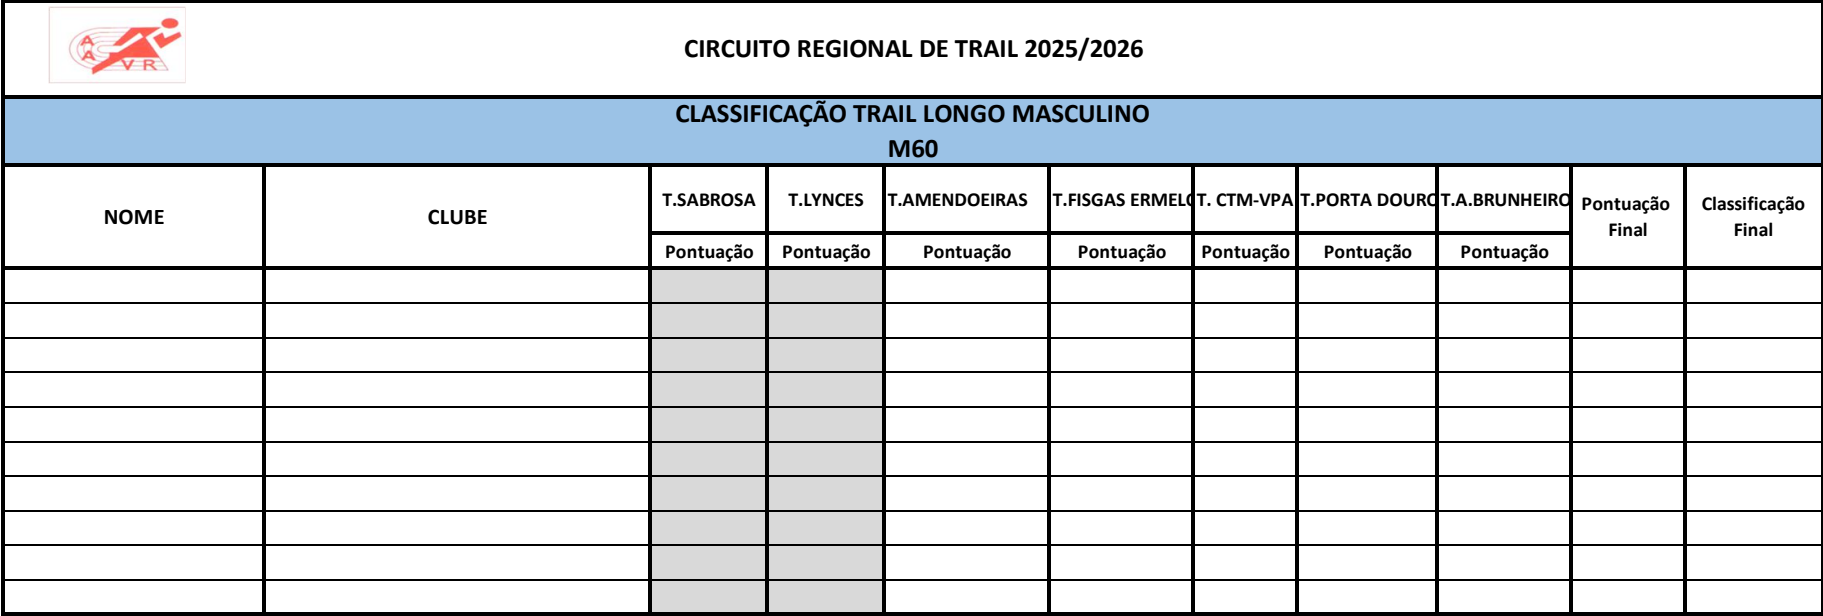 A
A
A
V R
CIRCUITO REGIONAL DE TRAIL 2025/2026
CLASSIFICAÇÃO TRAIL LONGO MASCULINO
M60
NOME
CLUBE
T.SABROSA
T.LYNCES
T.AMENDOEIRAS
T.FISGAS ERMELO
T. CTM-VPA
T.PORTA DOURO
T.A.BRUNHEIRO
Pontuação
Final
Classificação
Final
Pontuação
Pontuação
Pontuação
Pontuação
Pontuação
Pontuação
Pontuação